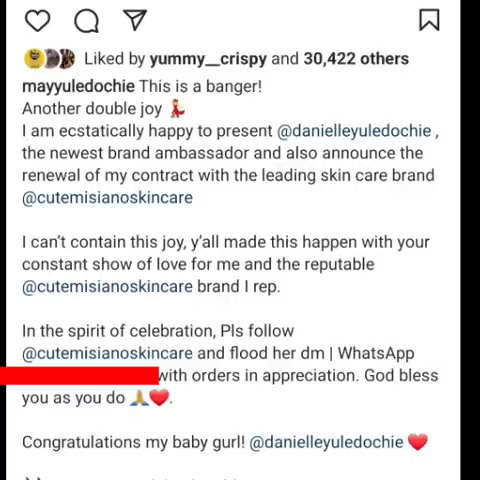 Liked by yummy__crispy and 30,422 others
mayyuledochie This is a banger!
Another double joy 💃
I am ecstatically happy to present @danielleyuledochie ,
the newest brand ambassador and also announce the
renewal of my contract with the leading skin care brand
@cutemisianoskincare
I can't contain this joy, y'all made this happen with your
constant show of love for me and the reputable
@cutemisianoskincare brand I rep.
In the spirit of celebration, Pls follow
@cutemisianoskincare and flood her dm | WhatsApp
with orders in appreciation. God bless
you as you do 🙏❤️.
Congratulations my baby gurl! @danielleyuledochie ❤️